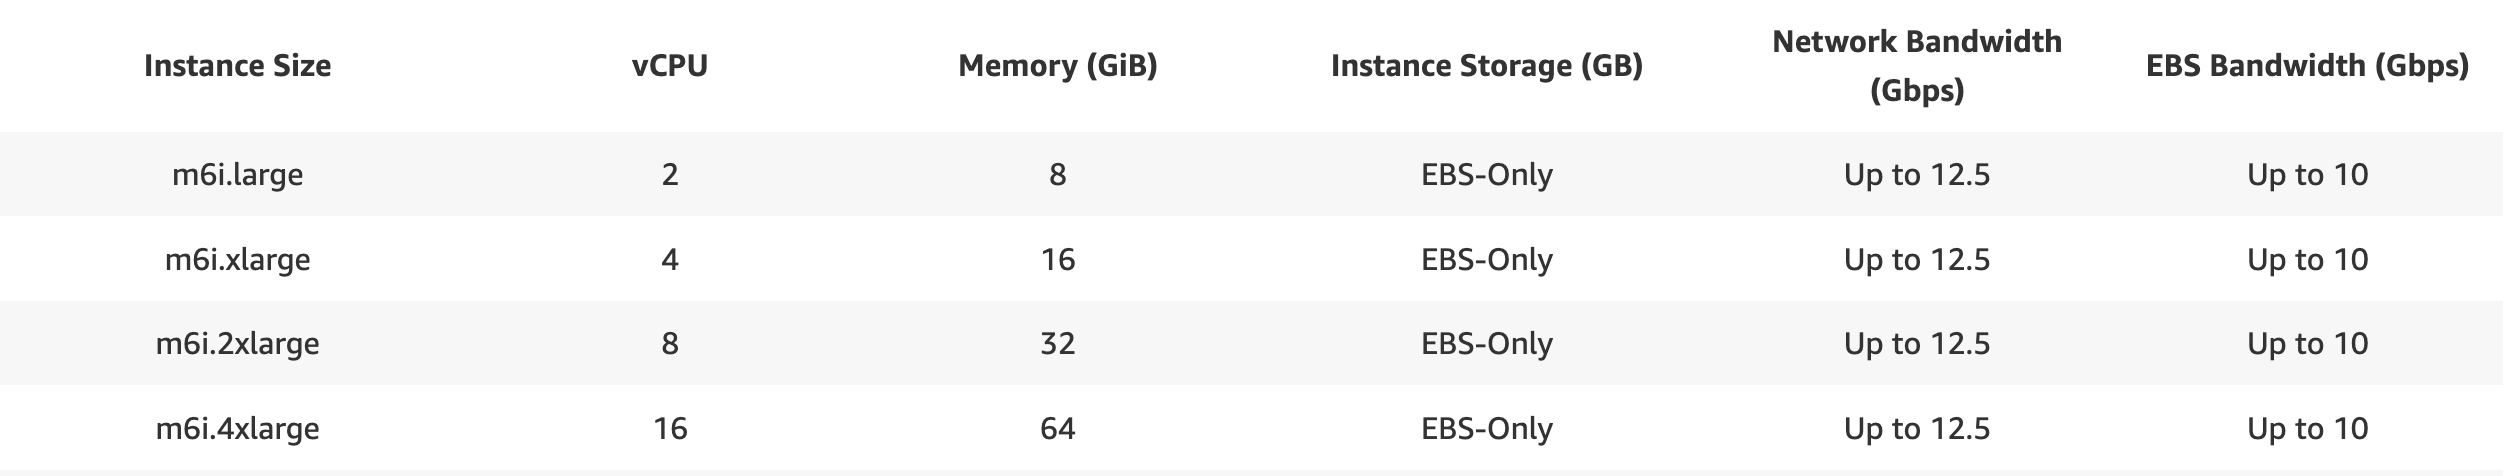 Instance Size vCPU Memory (GiB) Instance Storage (GB) Network Bandwidth (Gbps) EBS Bandwidth (Gbps)
m6i.large 2 8 EBS-Only Up to 12.5 Up to 10
m6i.xlarge 4 16 EBS-Only Up to 12.5 Up to 10
m6i.2xlarge 8 32 EBS-Only Up to 12.5 Up to 10
m6i.4xlarge 16 64 EBS-Only Up to 12.5 Up to 10